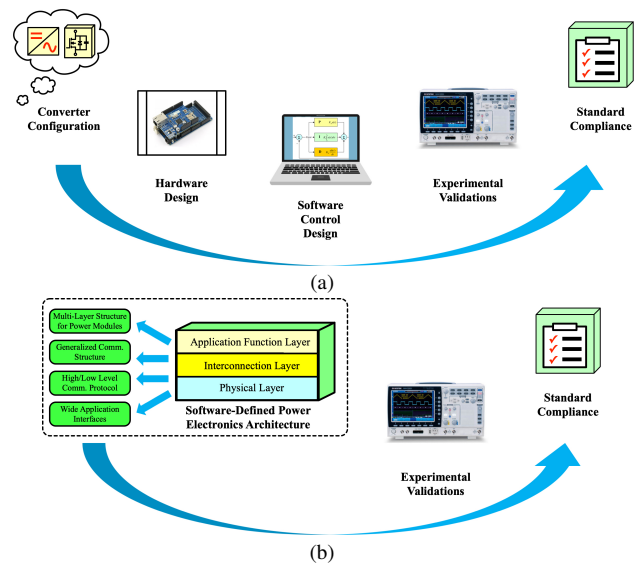 Converter
Configuration
Hardware
Design
Software
Control
Design
Experimental
Validations
Standard
Compliance
(a)
Multi-Layer Structure
for Power Modules
Generalized Comm.
Structure
High/Low Level
Comm. Protocol
Wide Application
Interfaces
Application Function Layer
Interconnection Layer
Physical Layer
Software-Defined Power
Electronics Architecture
Experimental
Validations
Standard
Compliance
(b)